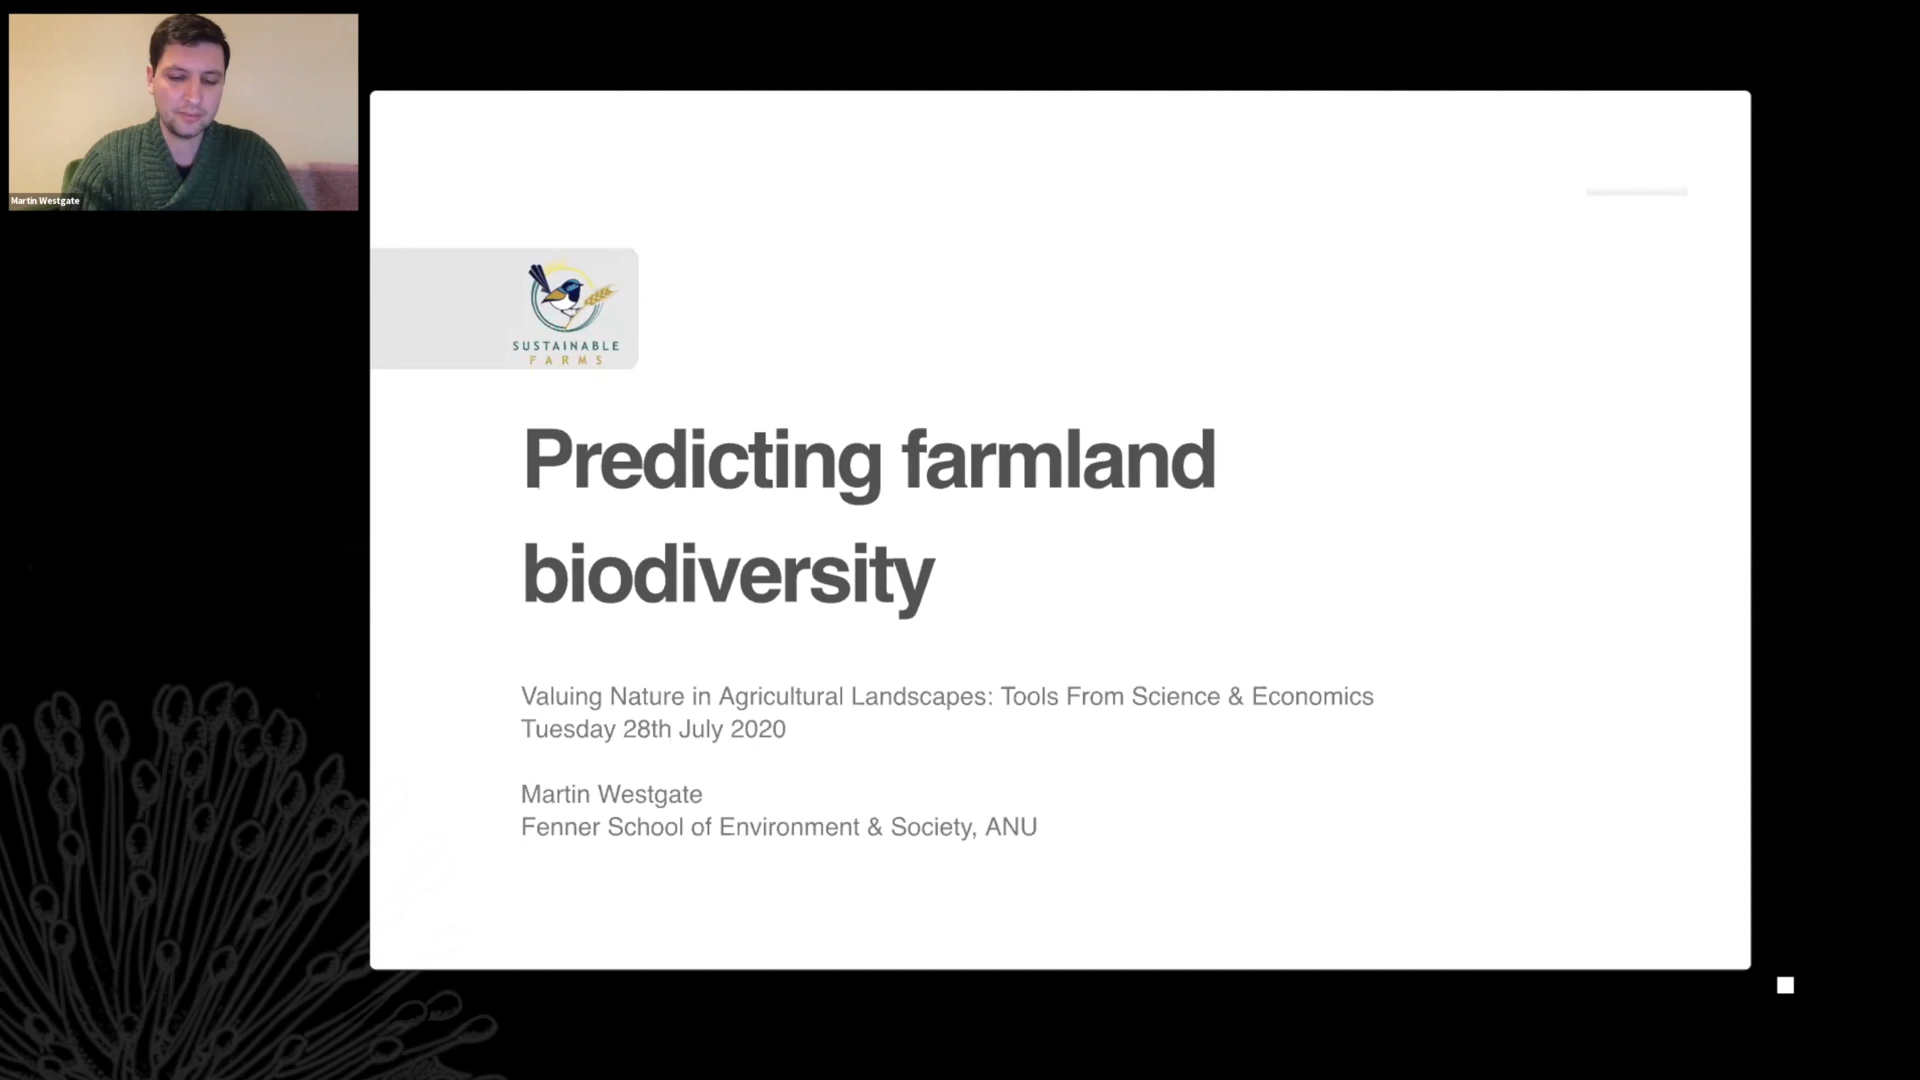 Martin Westgate
SUSTAINABLE
FARMS
Predicting farmland
biodiversity
Valuing Nature in Agricultural Landscapes: Tools From Science & Economics
Tuesday 28th July 2020
Martin Westgate
Fenner School of Environment & Society, ANU